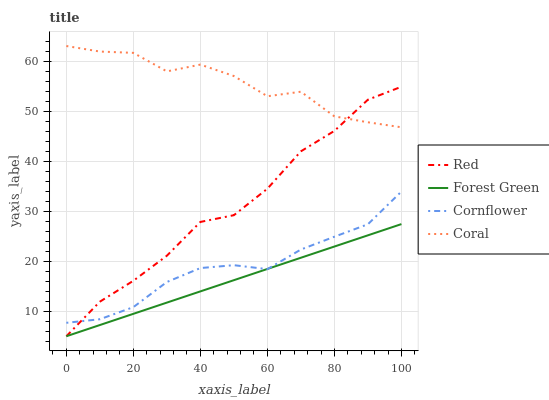 title
yaxis_label
60
50
40
30
20
10
0
20
40
60
80
100
xaxis_label
Red
Forest Green
Cornflower
Coral